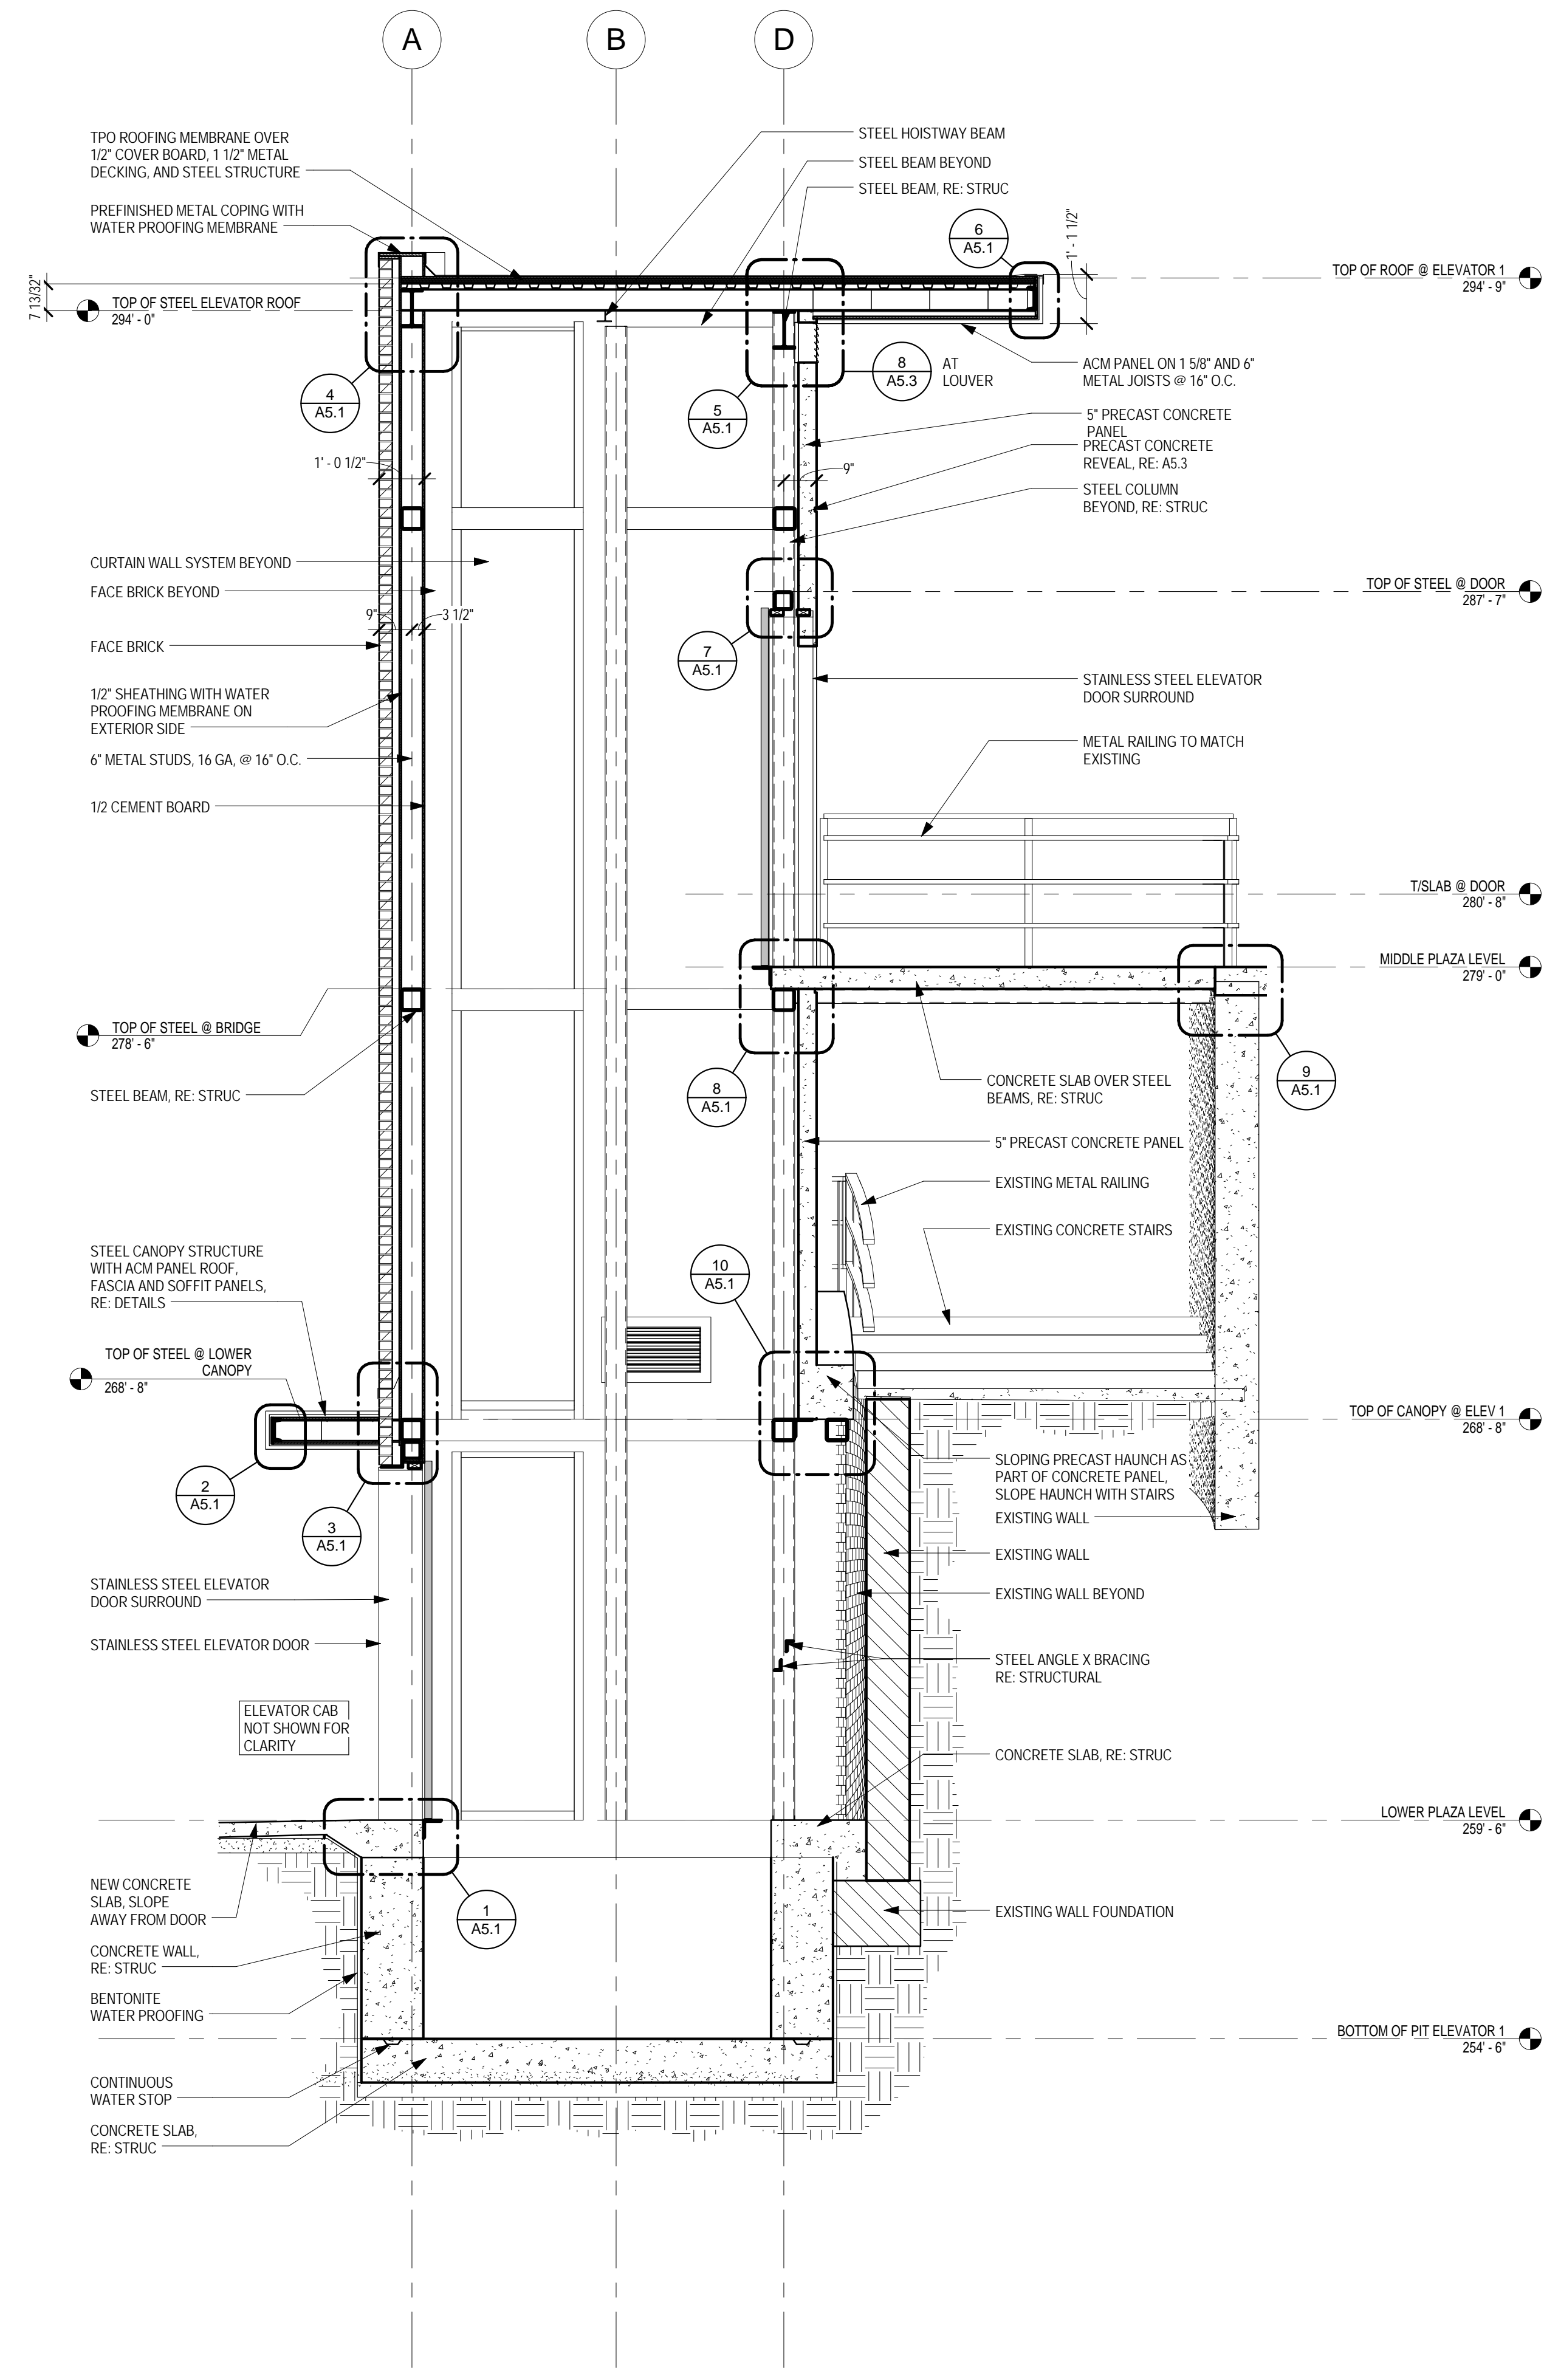 A
B
D
TPO ROOFING MEMBRANE OVER
1/2" COVER BOARD, 1 1/2" METAL
DECKING, AND STEEL STRUCTURE
PREFINISHED METAL COPING WITH
WATER PROOFING MEMBRANE
STEEL HOISTWAY BEAM
STEEL BEAM BEYOND
STEEL BEAM, RE: STRUC
6
A5.1
1' - 1 1/2"
TOP OF ROOF @ ELEVATOR 1
294' - 9"
7 13/32"
TOP OF STEEL ELEVATOR ROOF
294' - 0"
4
A5.1
5
A5.1
8
A5.3
AT
LOUVER
ACM PANEL ON 1 5/8" AND 6"
METAL JOISTS @ 16" O.C.
5" PRECAST CONCRETE
PANEL
PRECAST CONCRETE
REVEAL, RE: A5.3
STEEL COLUMN
BEYOND, RE: STRUC
1' - 0 1/2"
9"
CURTAIN WALL SYSTEM BEYOND
FACE BRICK BEYOND
9"
3 1/2"
FACE BRICK
TOP OF STEEL @ DOOR
287' - 7"
7
A5.1
1/2" SHEATHING WITH WATER
PROOFING MEMBRANE ON
EXTERIOR SIDE
6" METAL STUDS, 16 GA, @ 16" O.C.
1/2 CEMENT BOARD
STAINLESS STEEL ELEVATOR
DOOR SURROUND
METAL RAILING TO MATCH
EXISTING
T/SLAB @ DOOR
280' - 8"
MIDDLE PLAZA LEVEL
279' - 0"
TOP OF STEEL @ BRIDGE
278' - 6"
STEEL BEAM, RE: STRUC
8
A5.1
9
A5.1
CONCRETE SLAB OVER STEEL
BEAMS, RE: STRUC
5" PRECAST CONCRETE PANEL
EXISTING METAL RAILING
EXISTING CONCRETE STAIRS
STEEL CANOPY STRUCTURE
WITH ACM PANEL ROOF,
FASCIA AND SOFFIT PANELS,
RE: DETAILS
10
A5.1
TOP OF STEEL @ LOWER
CANOPY
268' - 8"
TOP OF CANOPY @ ELEV 1
268' - 8"
2
A5.1
3
A5.1
SLOPING PRECAST HAUNCH AS
PART OF CONCRETE PANEL,
SLOPE HAUNCH WITH STAIRS
EXISTING WALL
EXISTING WALL
EXISTING WALL BEYOND
STAINLESS STEEL ELEVATOR
DOOR SURROUND
STAINLESS STEEL ELEVATOR DOOR
STEEL ANGLE X BRACING
RE: STRUCTURAL
ELEVATOR CAB
NOT SHOWN FOR
CLARITY
CONCRETE SLAB, RE: STRUC
LOWER PLAZA LEVEL
259' - 6"
NEW CONCRETE
SLAB, SLOPE
AWAY FROM DOOR
1
A5.1
EXISTING WALL FOUNDATION
CONCRETE WALL,
RE: STRUC
BENTONITE
WATER PROOFING
BOTTOM OF PIT ELEVATOR 1
254' - 6"
CONTINUOUS
WATER STOP
CONCRETE SLAB,
RE: STRUC